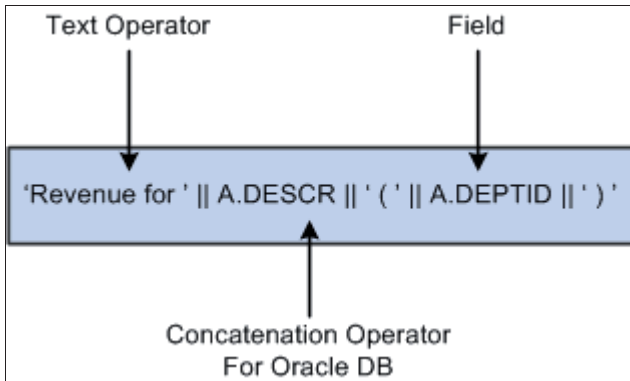 Text Operator
Field
‘Revenue for ’ || A.DESCR || ‘ ( ’ || A.DEPTID || ‘ ) ’
Concatenation Operator
For Oracle DB